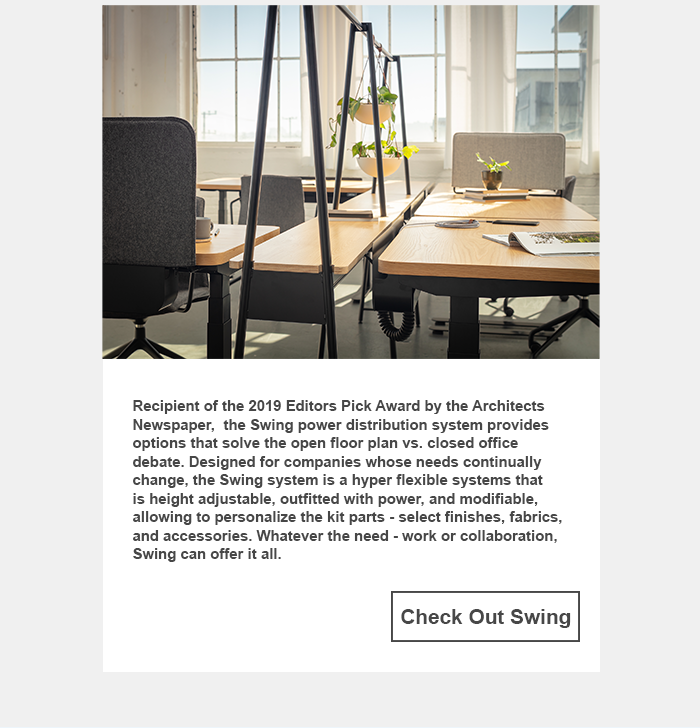 Recipient of the 2019 Editors Pick Award by the Architects
Newspaper,  the Swing power distribution system provides
options that solve the open floor plan vs. closed office
debate. Designed for companies whose needs continually
change, the Swing system is a hyper flexible systems that
is height adjustable, outfitted with power, and modifiable,
allowing to personalize the kit parts - select finishes, fabrics,
and accessories. Whatever the need - work or collaboration,
Swing can offer it all.
Check Out Swing